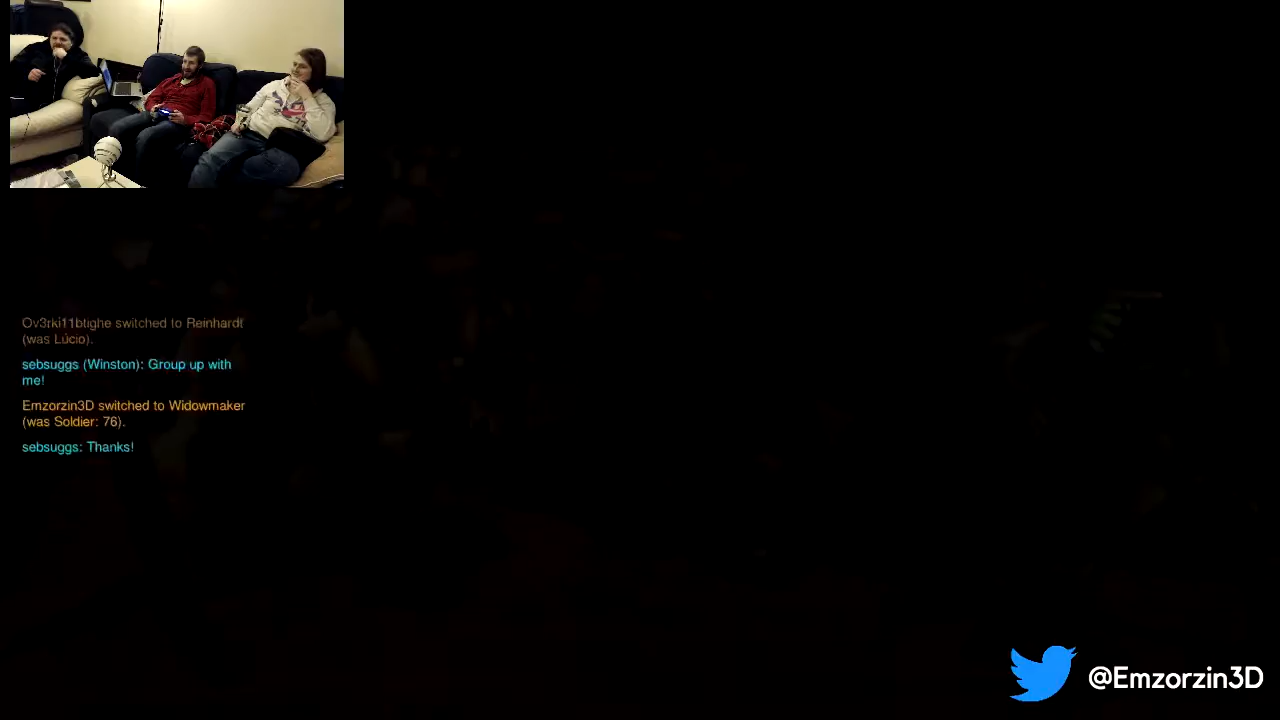 Ov3rki11btighe switched to Reinhardt
(was Lúcio).
sebsuggs (Winston): Group up with
me!
Emzorzin3D switched to Widowmaker
(was Soldier: 76).
sebsuggs: Thanks!
@Emzorzin3D